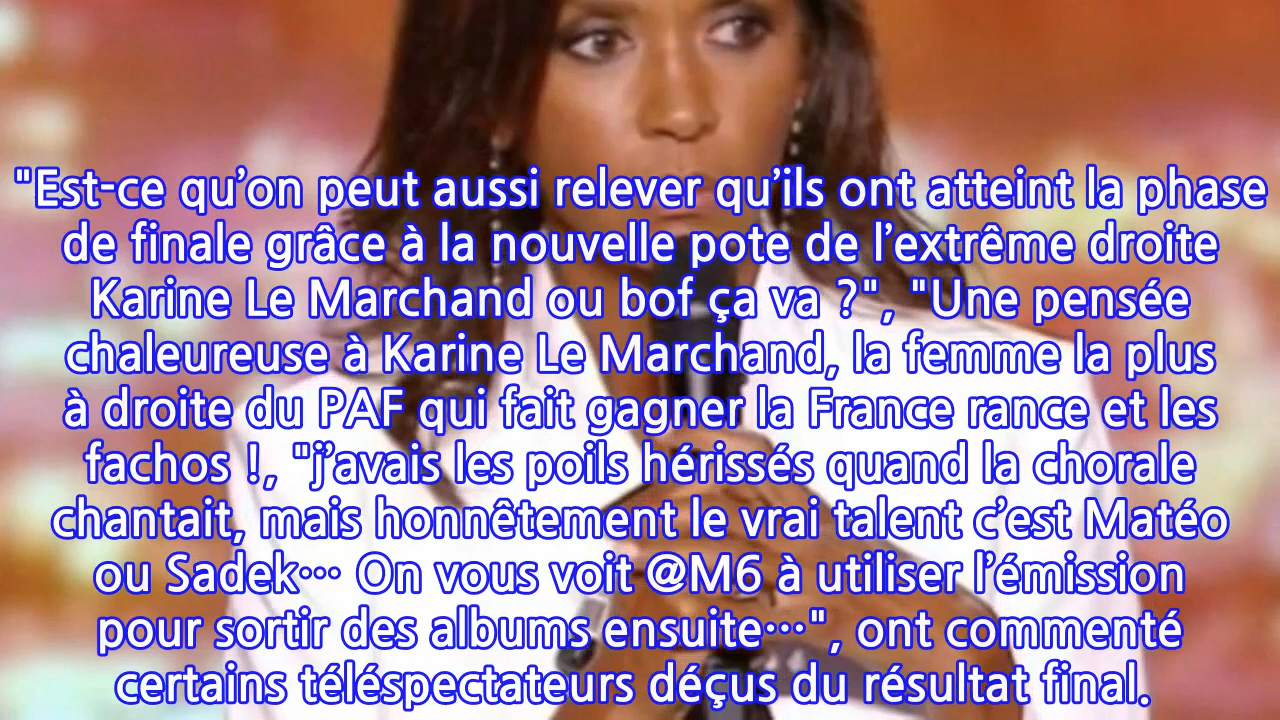 "Est-ce qu’on peut aussi relever qu’ils ont atteint la phase
de finale grâce à la nouvelle pote de l’extrême droite
Karine Le Marchand ou bof ça va ?", "Une pensée
chaleureuse à Karine Le Marchand, la femme la plus
à droite du PAF qui fait gagner la France rance et les
fachos !, "j’avais les poils hérissés quand la chorale
chantait, mais honnêtement le vrai talent c’est Matéo
ou Sadek… On vous voit @M6 à utiliser l’émission
pour sortir des albums ensuite…", ont commenté
certains téléspectateurs déçus du résultat final.